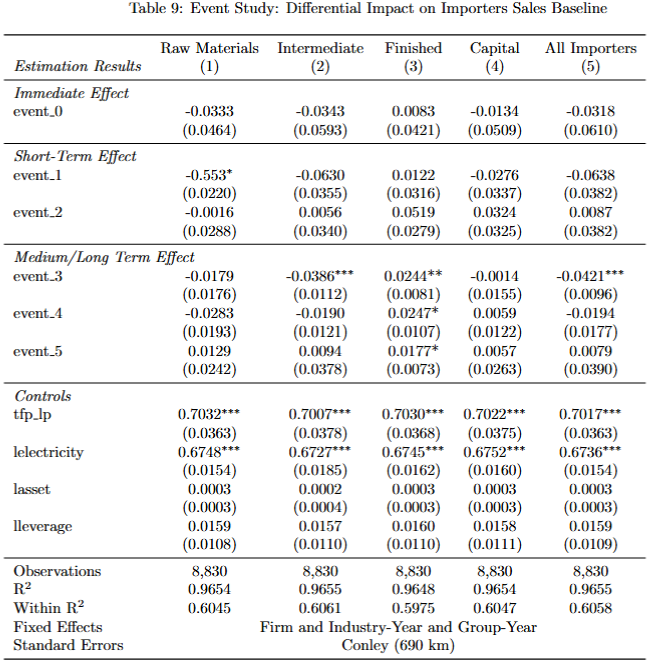 Table 9: Event Study: Differential Impact on Importers Sales Baseline
Raw Materials Intermediate Finished Capital All Importers
Estimation Results (1) (2) (3) (4) (5)
Immediate Effect
event_0 -0.0333 -0.0343 0.0083 -0.0134 -0.0318
(0.0464) (0.0593) (0.0421) (0.0509) (0.0610)
Short-Term Effect
event_1 -0.553* -0.0630 0.0122 -0.0276 -0.0638
(0.0220) (0.0355) (0.0316) (0.0337) (0.0382)
event_2 -0.0016 0.0056 0.0519 0.0324 0.0087
(0.0288) (0.0340) (0.0279) (0.0325) (0.0382)
Medium/Long Term Effect
event_3 -0.0179 -0.0386*** 0.0244** -0.0014 -0.0421***
(0.0176) (0.0112) (0.0081) (0.0155) (0.0096)
event_4 -0.0283 -0.0190 0.0247* 0.0059 -0.0194
(0.0193) (0.0121) (0.0107) (0.0122) (0.0177)
event_5 0.0129 0.0094 0.0177* 0.0057 0.0079
(0.0242) (0.0378) (0.0073) (0.0263) (0.0390)
Controls
tfp_lp 0.7032*** 0.7007*** 0.7030*** 0.7022*** 0.7017***
(0.0363) (0.0378) (0.0368) (0.0375) (0.0363)
lelectricity 0.6748*** 0.6727*** 0.6745*** 0.6752*** 0.6736***
(0.0154) (0.0185) (0.0162) (0.0160) (0.0154)
lasset 0.0003 0.0002 0.0003 0.0003 0.0003
(0.0003) (0.0004) (0.0003) (0.0003) (0.0003)
lleverage 0.0159 0.0157 0.0160 0.0158 0.0159
(0.0108) (0.0110) (0.0110) (0.0111) (0.0109)
Observations 8,830 8,830 8,830 8,830 8,830
R² 0.9654 0.9655 0.9648 0.9654 0.9655
Within R² 0.6045 0.6061 0.5975 0.6047 0.6058
Fixed Effects Firm and Industry-Year and Group-Year
Standard Errors Conley (690 km)